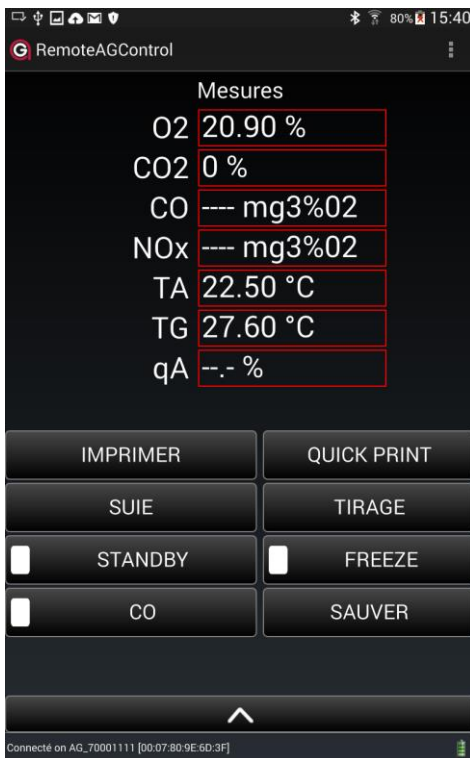 80% 15:40
RemoteAGControl
Mesures
O2 20.90 %
CO2 0 %
CO ---- mg3%02
NOx ---- mg3%02
TA 22.50 °C
TG 27.60 °C
qA --.- %
IMPRIMER QUICK PRINT
SUIE TIRAGE
STANDBY FREEZE
CO SAUVER
Connecté on AG_70001111 [00:07:80:9E:6D:3F]